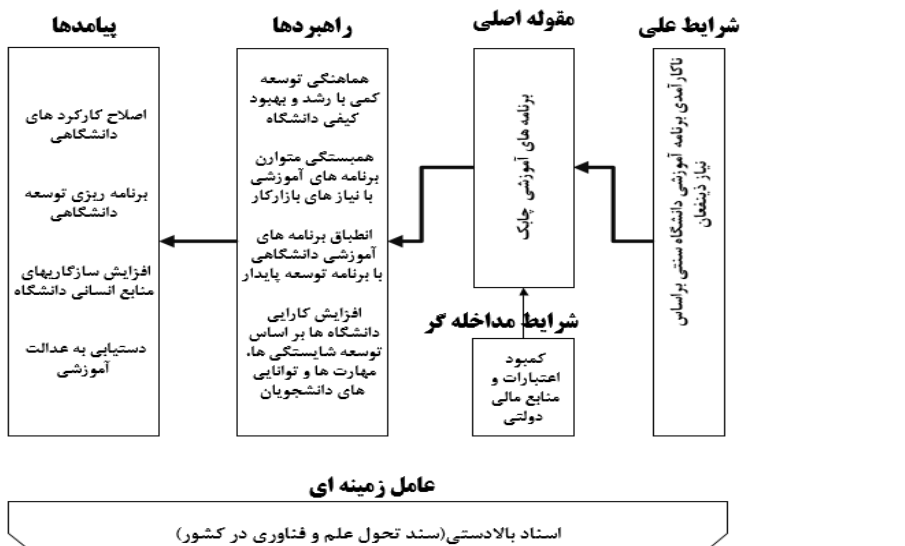 شرایط علی
ناکارآمدی برنامه آموزشی دانشگاه سنتی براساس
نیاز ذینفعان
مقوله اصلی
برنامه های آموزشی چابک
شرایط مداخله گر
کمبود
اعتبارات و
منابع مالی
دولتی
راهبردها
هماهنگی توسعه
کمی با رشد و بهبود
کیفی دانشگاه
همبستگی متوارن
برنامه های آموزشی
با نیاز های بازارکار
انطباق برنامه های
آموزشی دانشگاهی
با برنامه توسعه پایدار
افزایش کارایی
دانشگاه ها بر اساس
توسعه شایستگی ها،
مهارت ها و توانایی
های دانشجویان
پیامدها
اصلاح کارکرد های
دانشگاهی
برنامه ریزی توسعه
دانشگاهی
افزایش سازگاریهای
منابع انسانی دانشگاه
دستیابی به عدالت
آموزشی
عامل زمینه ای
اسناد بالادستی(سند تحول علم و فناوری در کشور)